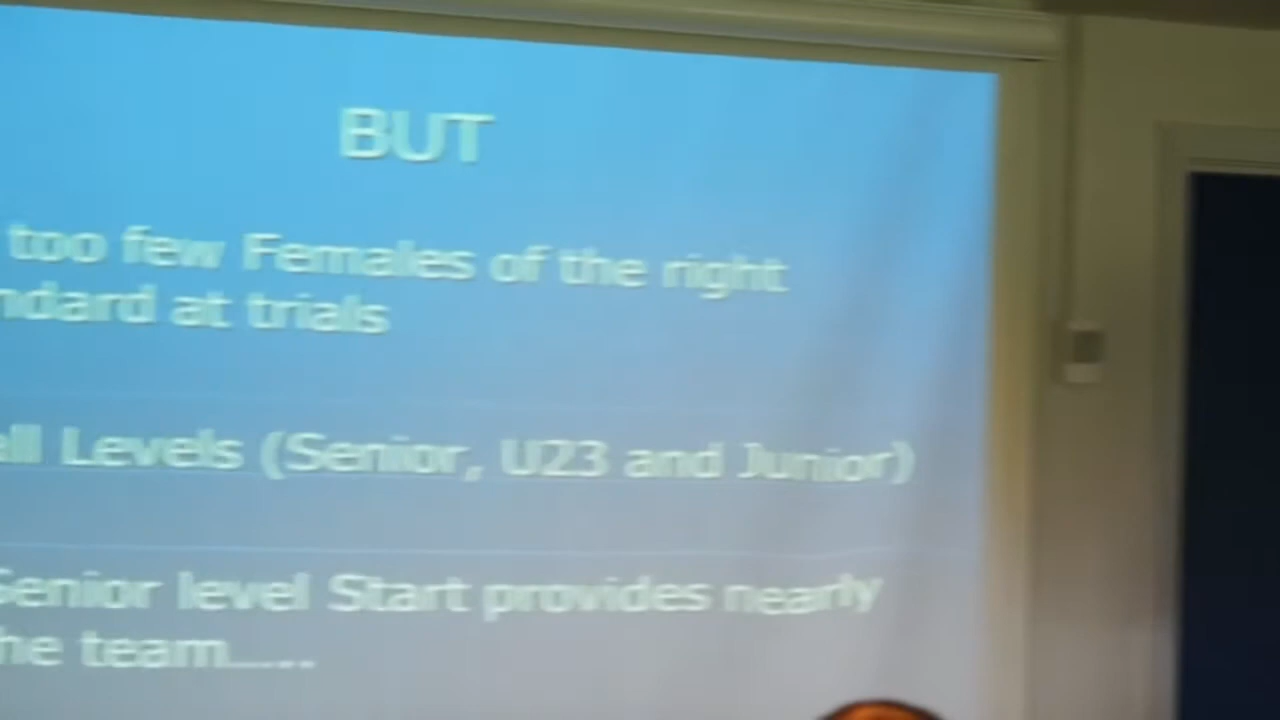 BUT
too few Females of the right
ndard at trials
all Levels (Senior, U23 and Junior)
Senior level Start provides nearly
he team.....